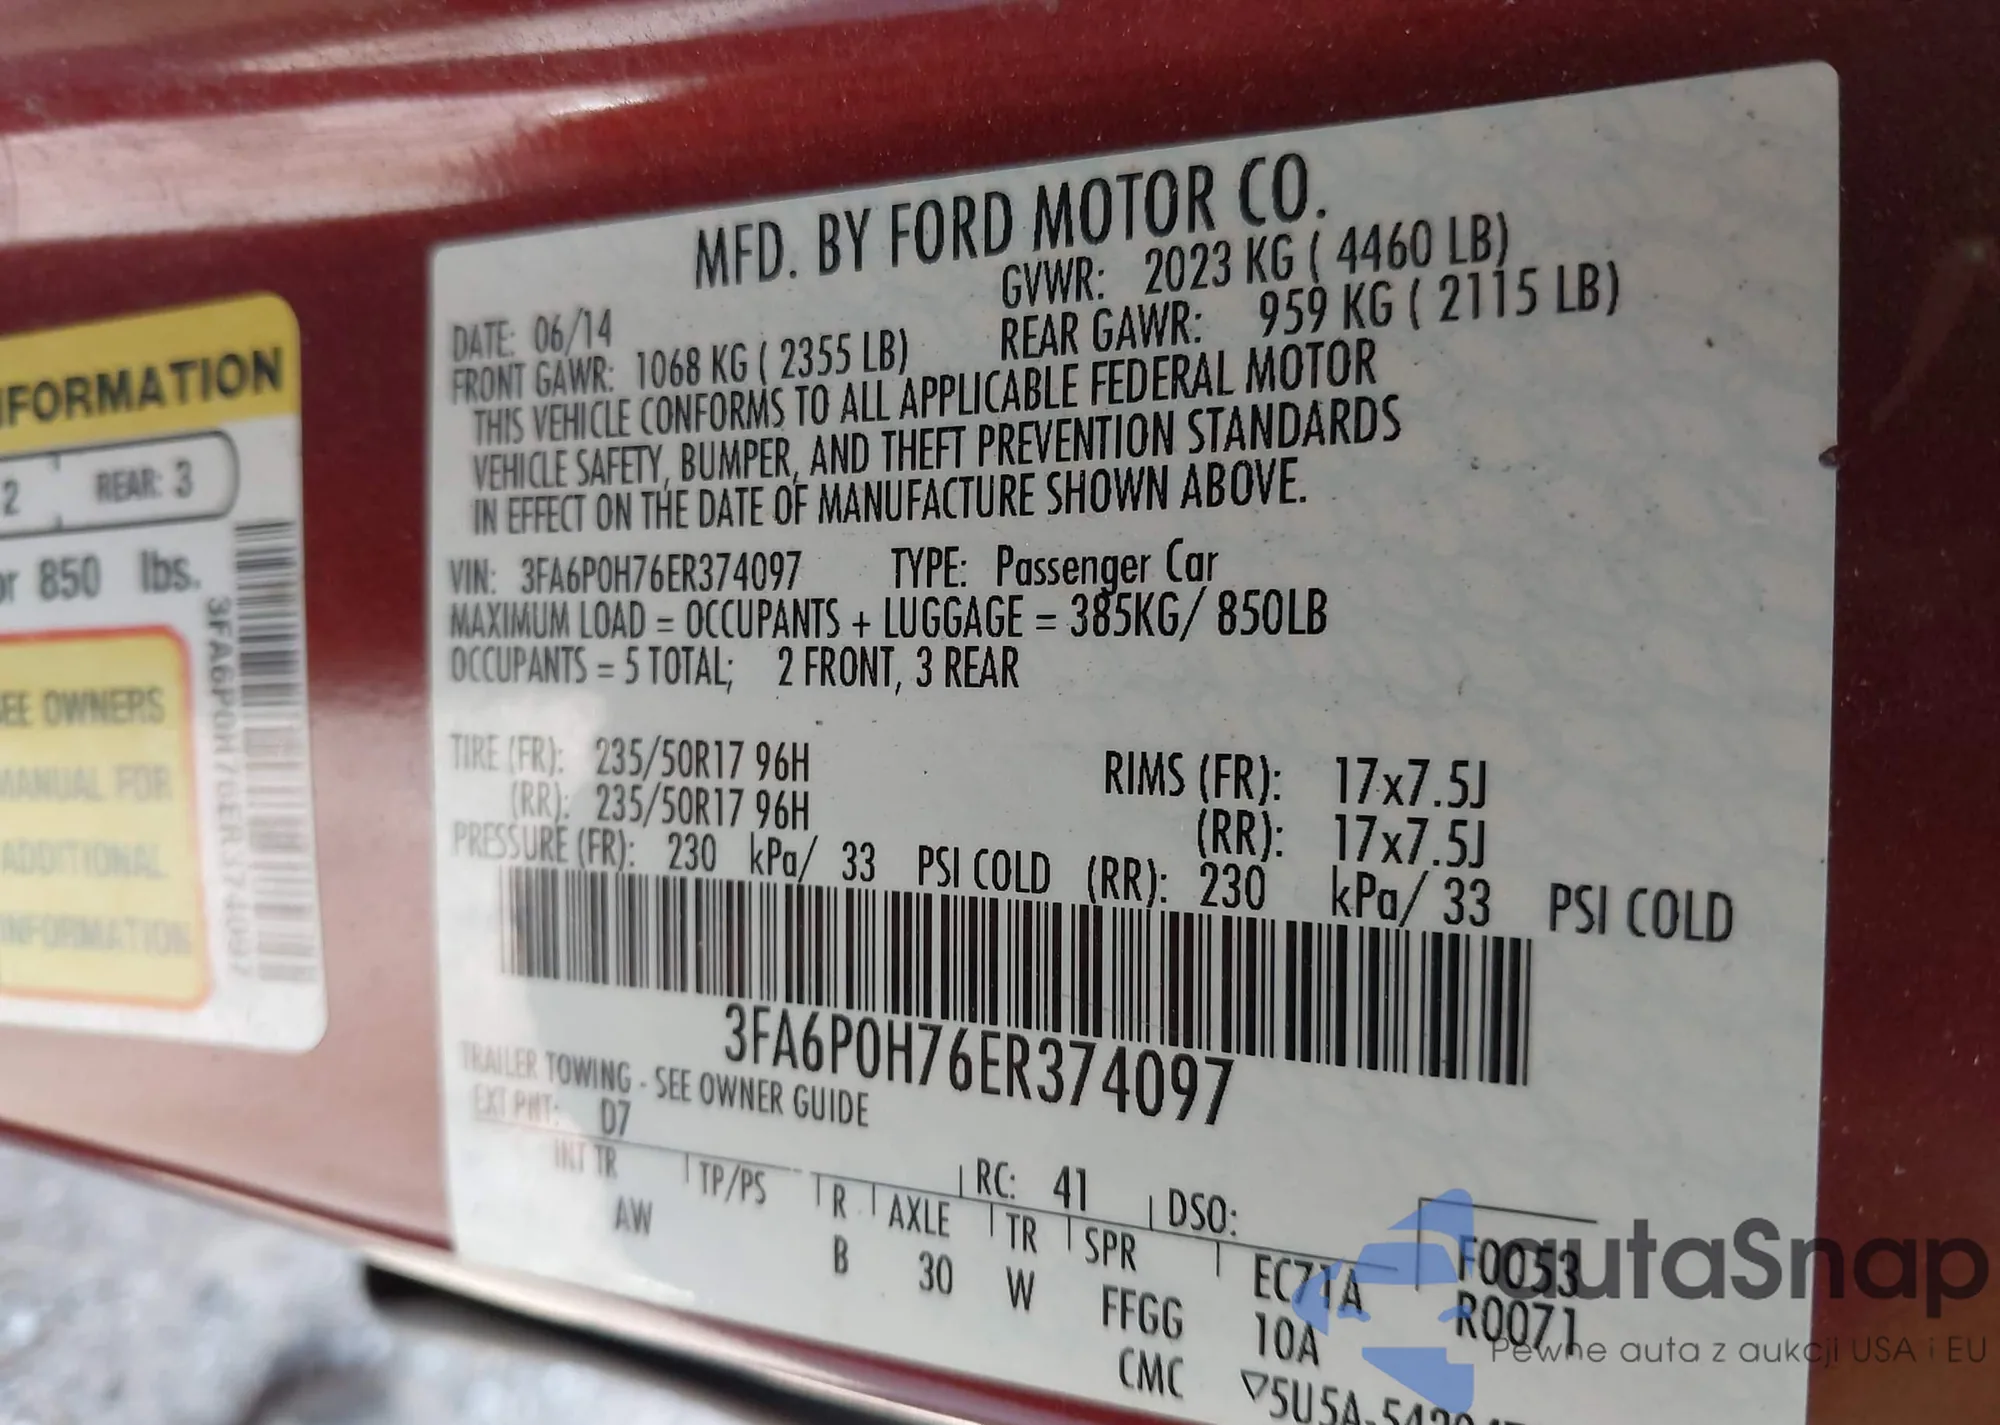 MFD. BY FORD MOTOR CO.
DATE: 06/14
GVWR: 2023 KG ( 4460 LB)
FRONT GAWR: 1068 KG ( 2355 LB)
REAR GAWR: 959 KG ( 2115 LB)
THIS VEHICLE CONFORMS TO ALL APPLICABLE FEDERAL MOTOR
VEHICLE SAFETY, BUMPER, AND THEFT PREVENTION STANDARDS
IN EFFECT ON THE DATE OF MANUFACTURE SHOWN ABOVE.
VIN: 3FA6P0H76ER374097 TYPE: Passenger Car
MAXIMUM LOAD = OCCUPANTS + LUGGAGE = 385KG/ 850LB
OCCUPANTS = 5 TOTAL; 2 FRONT, 3 REAR
TIRE (FR): 235/50R17 96H RIMS (FR): 17x7.5J
(RR): 235/50R17 96H (RR): 17x7.5J
PRESSURE (FR): 230 kPa/ 33 PSI COLD (RR): 230 kPa/ 33 PSI COLD
3FA6P0H76ER374097
TRAILER TOWING - SEE OWNER GUIDE
EXT PNT: D7 RC: 41 DSO:
INT TR TP/PS R AXLE TR SPR EC71A F0053
AW B 30 W FFGG 10A R0071
CMC ▽5U5A-
NFORMATION
2 REAR: 3
or 850 lbs.
SEE OWNERS
MANUAL FOR
ADDITIONAL
INFORMATION
3FA6P0H76ER374097
autaSnap
Pewne auta z aukcji USA i EU